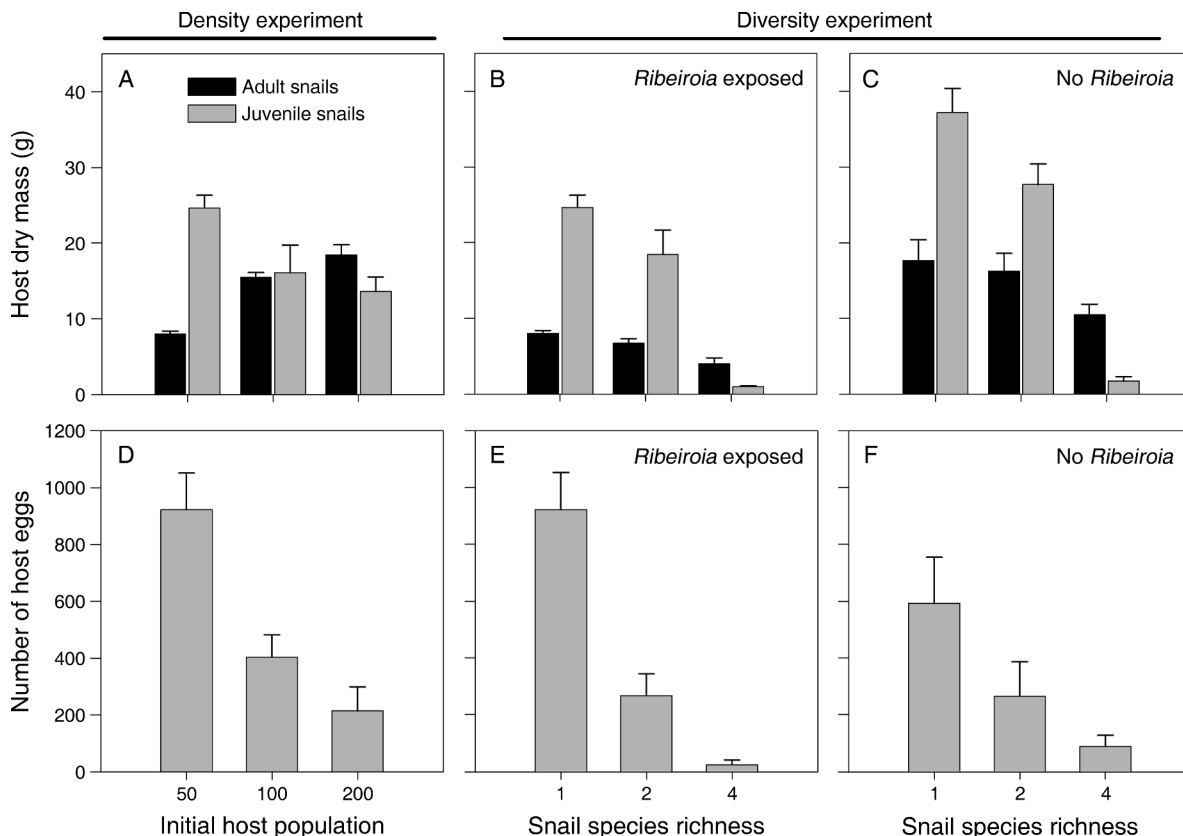 Density experiment
Diversity experiment
A
Adult snails
Juvenile snails
B
Ribeiroia exposed
C
No Ribeiroia
Host dry mass (g)
40
30
20
10
0
D
E
Ribeiroia exposed
F
No Ribeiroia
Number of host eggs
1200
1000
800
600
400
200
0
50 100 200
1 2 4
1 2 4
Initial host population
Snail species richness
Snail species richness